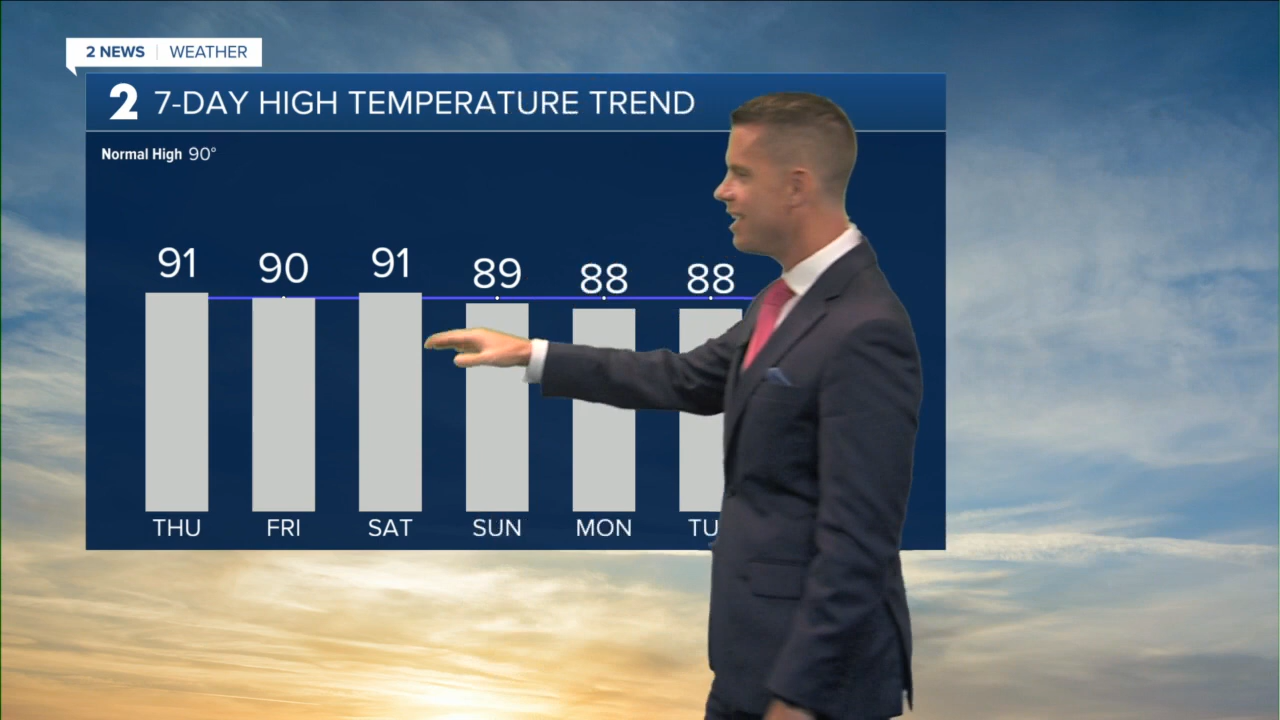 2 NEWS | WEATHER
2 7-DAY HIGH TEMPERATURE TREND
Normal High 90°
91 90 91 89 88 88
THU FRI SAT SUN MON TU